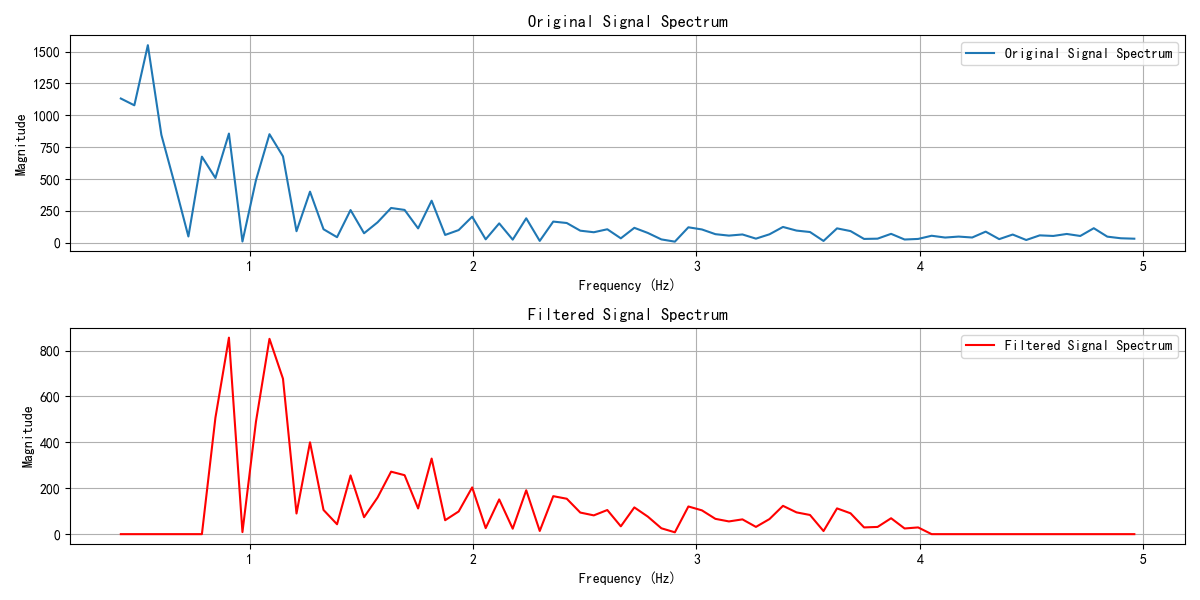 Original Signal Spectrum
Original Signal Spectrum
Magnitude
1500
1250
1000
750
500
250
0
1 2 3 4 5
Frequency (Hz)
Filtered Signal Spectrum
Filtered Signal Spectrum
Magnitude
800
600
400
200
0
1 2 3 4 5
Frequency (Hz)